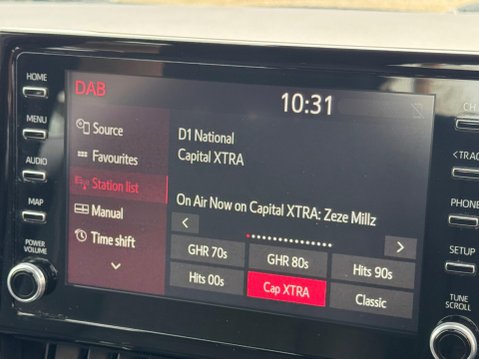 HOME
MENU
AUDIO
MAP
POWER
VOLUME
DAB
10:31
Source
Favourites
Station list
Manual
Time shift
D1 National
Capital XTRA
On Air Now on Capital XTRA: Zeze Millz
GHR 70s
GHR 80s
Hits 90s
Hits 00s
Cap XTRA
Classic
CH
<TRAC
PHONE
SETUP
TUNE
SCROLL